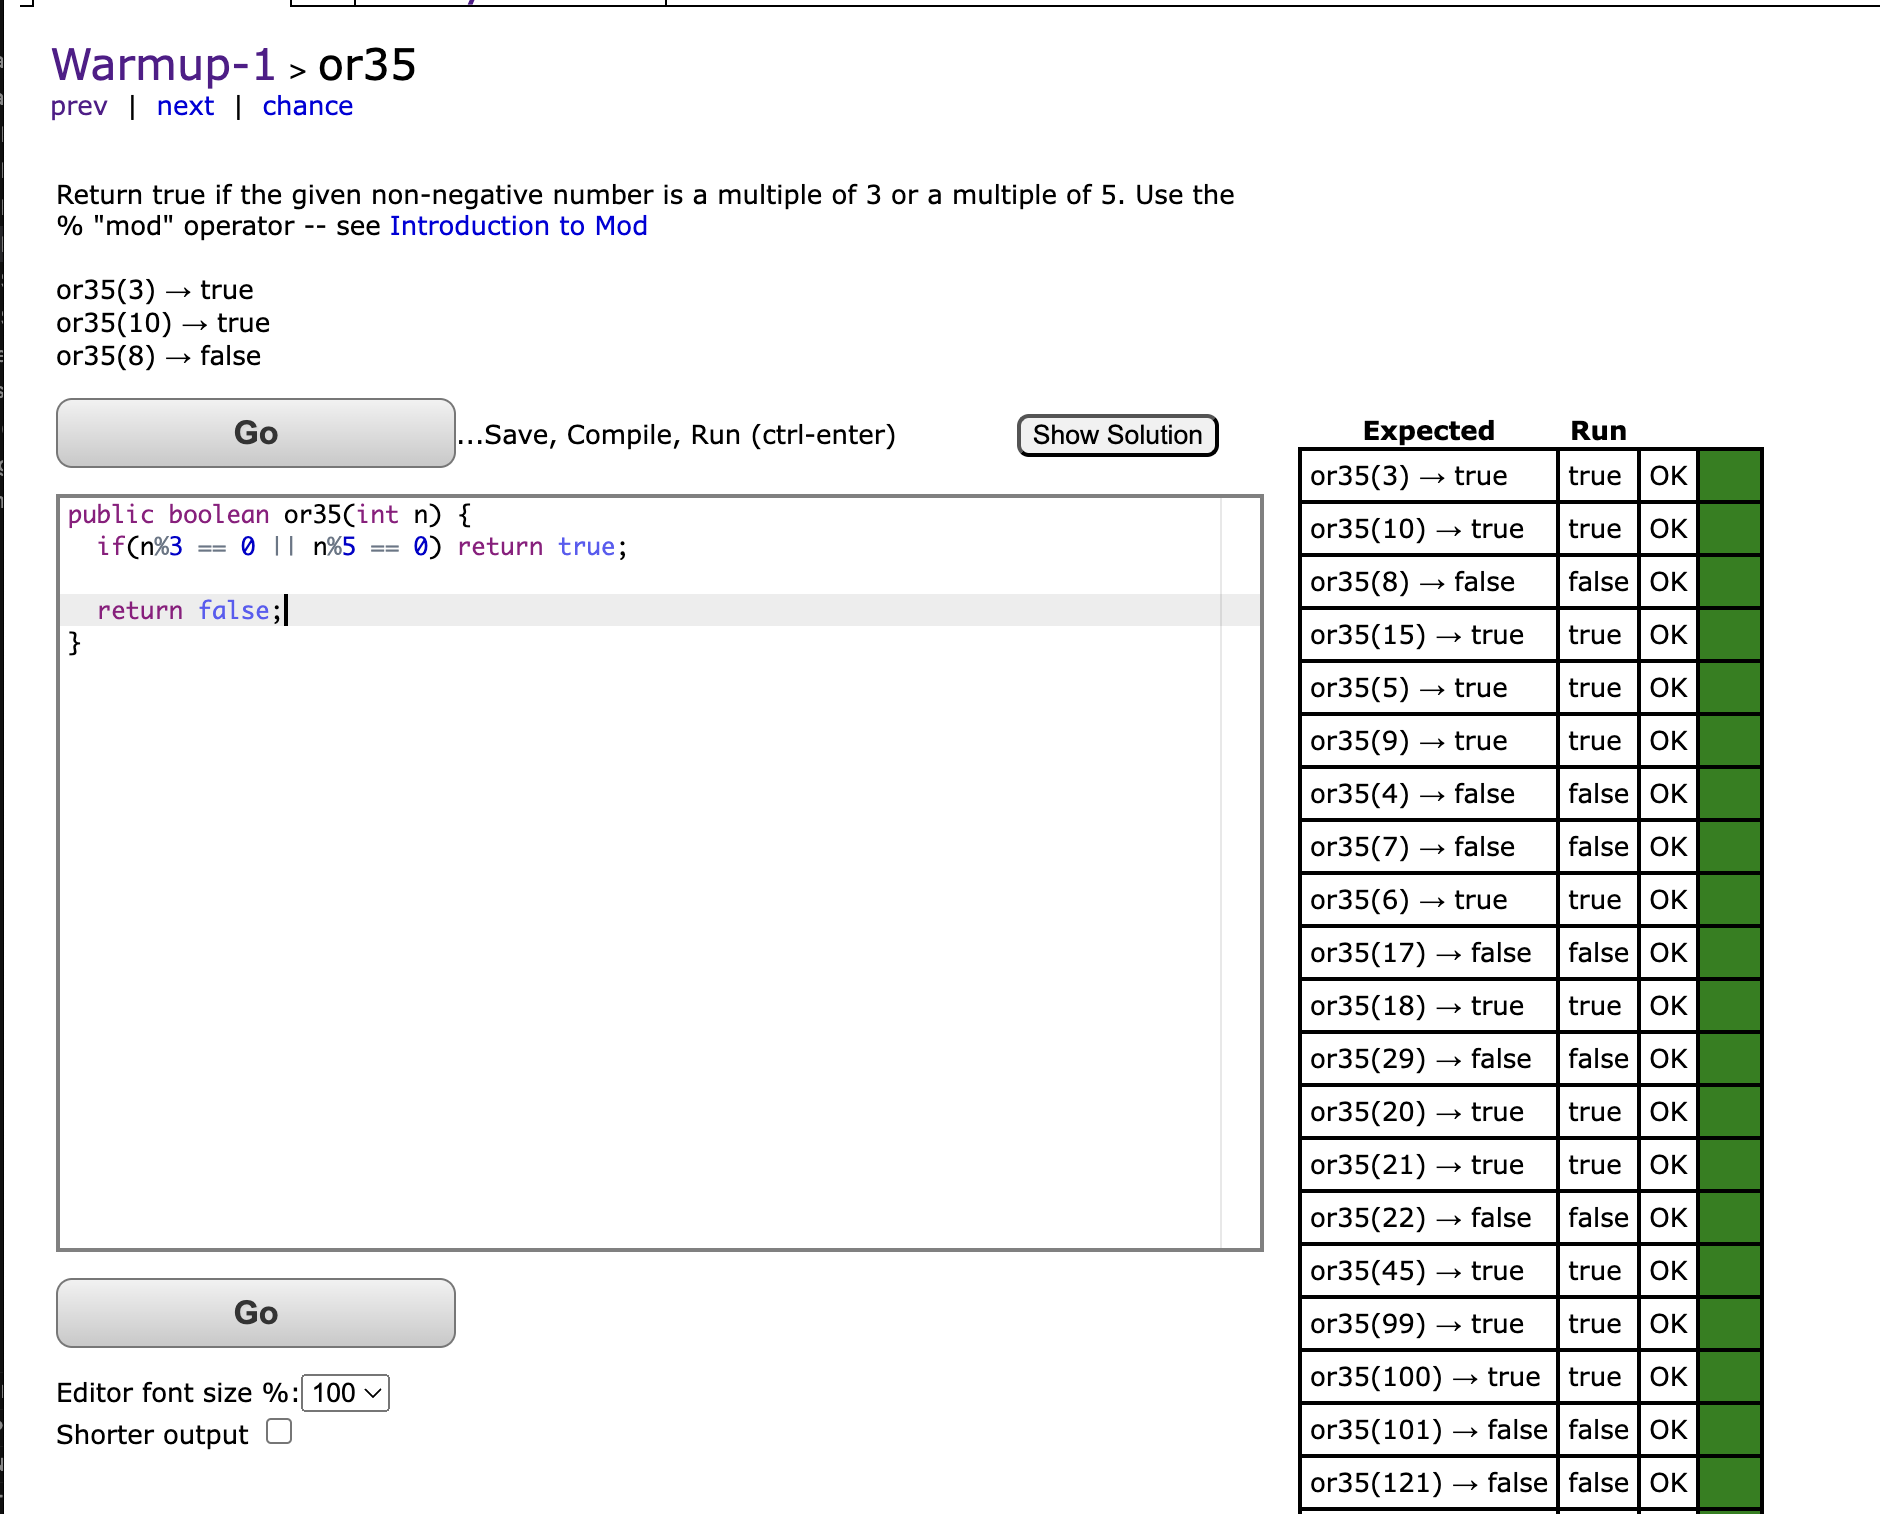 Warmup-1 > or35
prev | next | chance
Return true if the given non-negative number is a multiple of 3 or a multiple of 5. Use the
% "mod" operator -- see Introduction to Mod
or35(3) → true
or35(10) → true
or35(8) → false
Go ...Save, Compile, Run (ctrl-enter) Show Solution
public boolean or35(int n) {
  if(n%3 == 0 || n%5 == 0) return true;
  return false;
}
Go
Editor font size %: 100
Shorter output
Expected Run
or35(3) → true true OK
or35(10) → true true OK
or35(8) → false false OK
or35(15) → true true OK
or35(5) → true true OK
or35(9) → true true OK
or35(4) → false false OK
or35(7) → false false OK
or35(6) → true true OK
or35(17) → false false OK
or35(18) → true true OK
or35(29) → false false OK
or35(20) → true true OK
or35(21) → true true OK
or35(22) → false false OK
or35(45) → true true OK
or35(99) → true true OK
or35(100) → true true OK
or35(101) → false false OK
or35(121) → false false OK